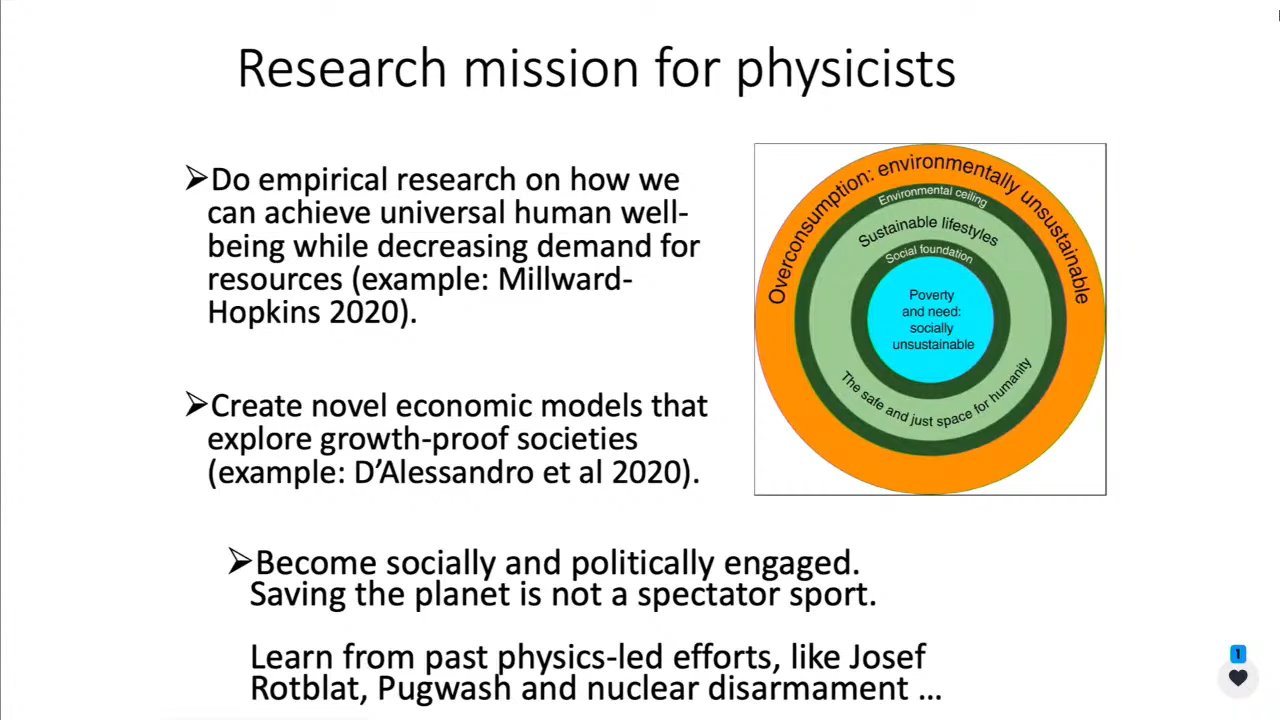 Research mission for physicists
➢Do empirical research on how we
can achieve universal human well-
being while decreasing demand for
resources (example: Millward-
Hopkins 2020).
➢Create novel economic models that
explore growth-proof societies
(example: D’Alessandro et al 2020).
➢Become socially and politically engaged.
Saving the planet is not a spectator sport.
Learn from past physics-led efforts, like Josef
Rotblat, Pugwash and nuclear disarmament ...
Overconsumption: environmentally unsustainable
Environmental ceiling
Sustainable lifestyles
Social foundation
Poverty
and need:
socially
unsustainable
The safe and just space for humanity
1